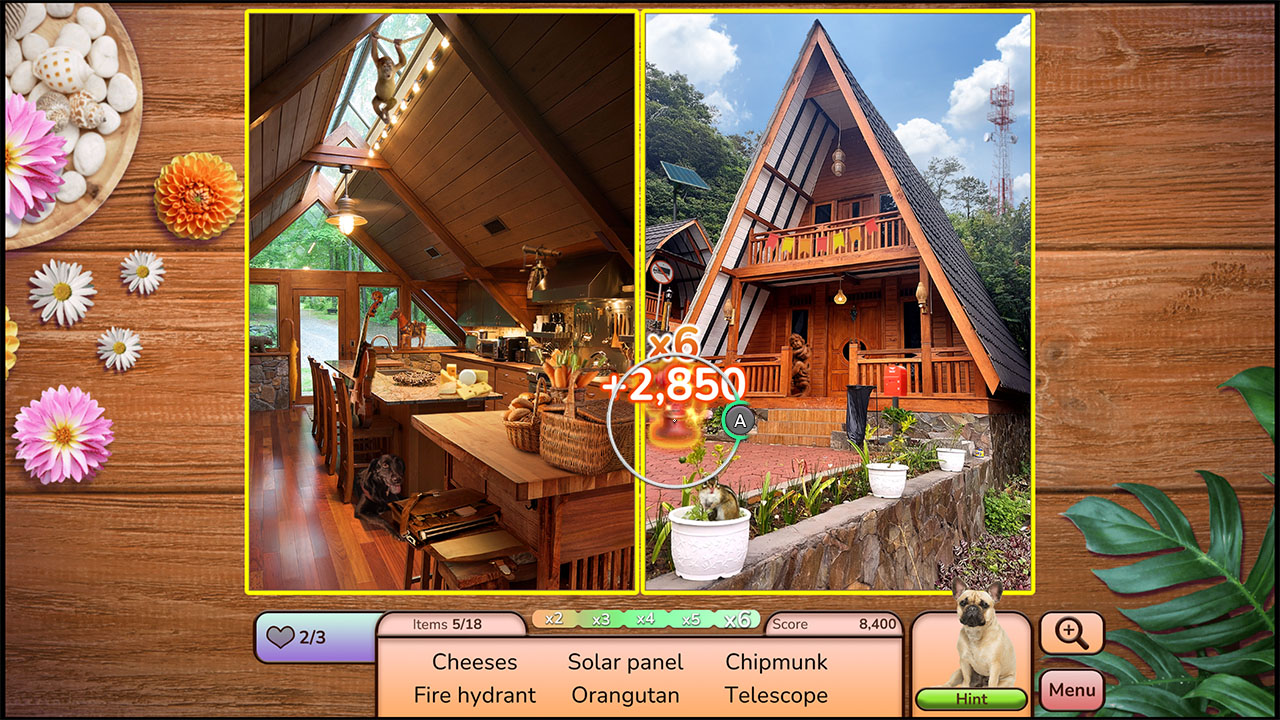 x6
+2,850
A
2/3
Items 5/18
x2 x3 x4 x5 x6
Score 8,400
Cheeses Solar panel Chipmunk
Fire hydrant Orangutan Telescope
Hint
Menu